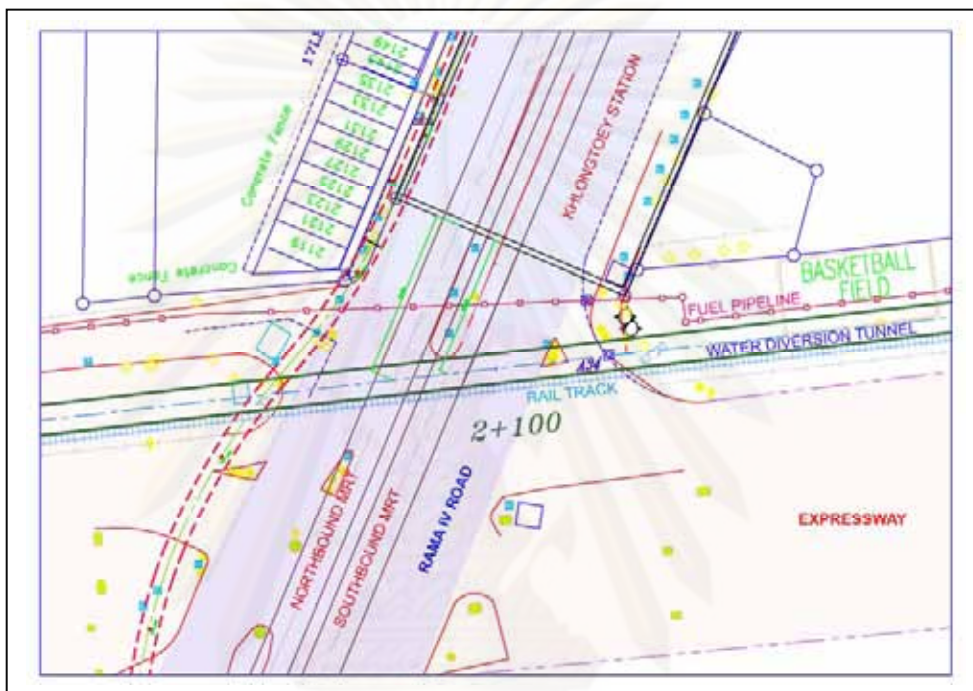 2149
2135
2133
2131
2129
2127
2125
2123
2121
2119
Concrete Fence
Concrete Fence
KHLONGTOEY STATION
BASKETBALL
FIELD
FUEL PIPELINE
WATER DIVERSION TUNNEL
RAIL TRACK
2+100
NORTHBOUND MRT
SOUTHBOUND MRT
RAMA IV ROAD
EXPRESSWAY